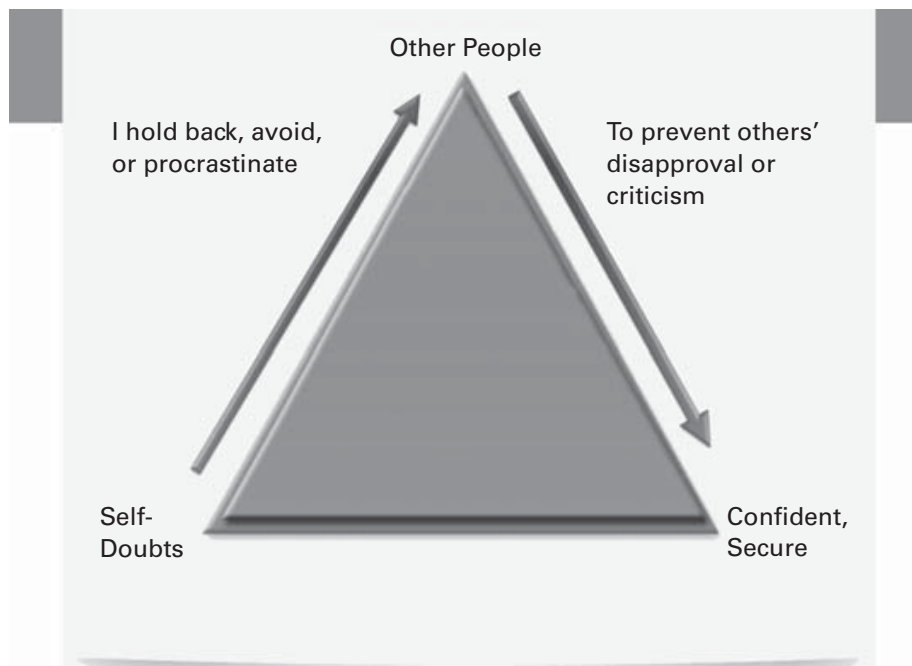 Other People
I hold back, avoid,
or procrastinate
To prevent others’
disapproval or
criticism
Self-
Doubts
Confident,
Secure